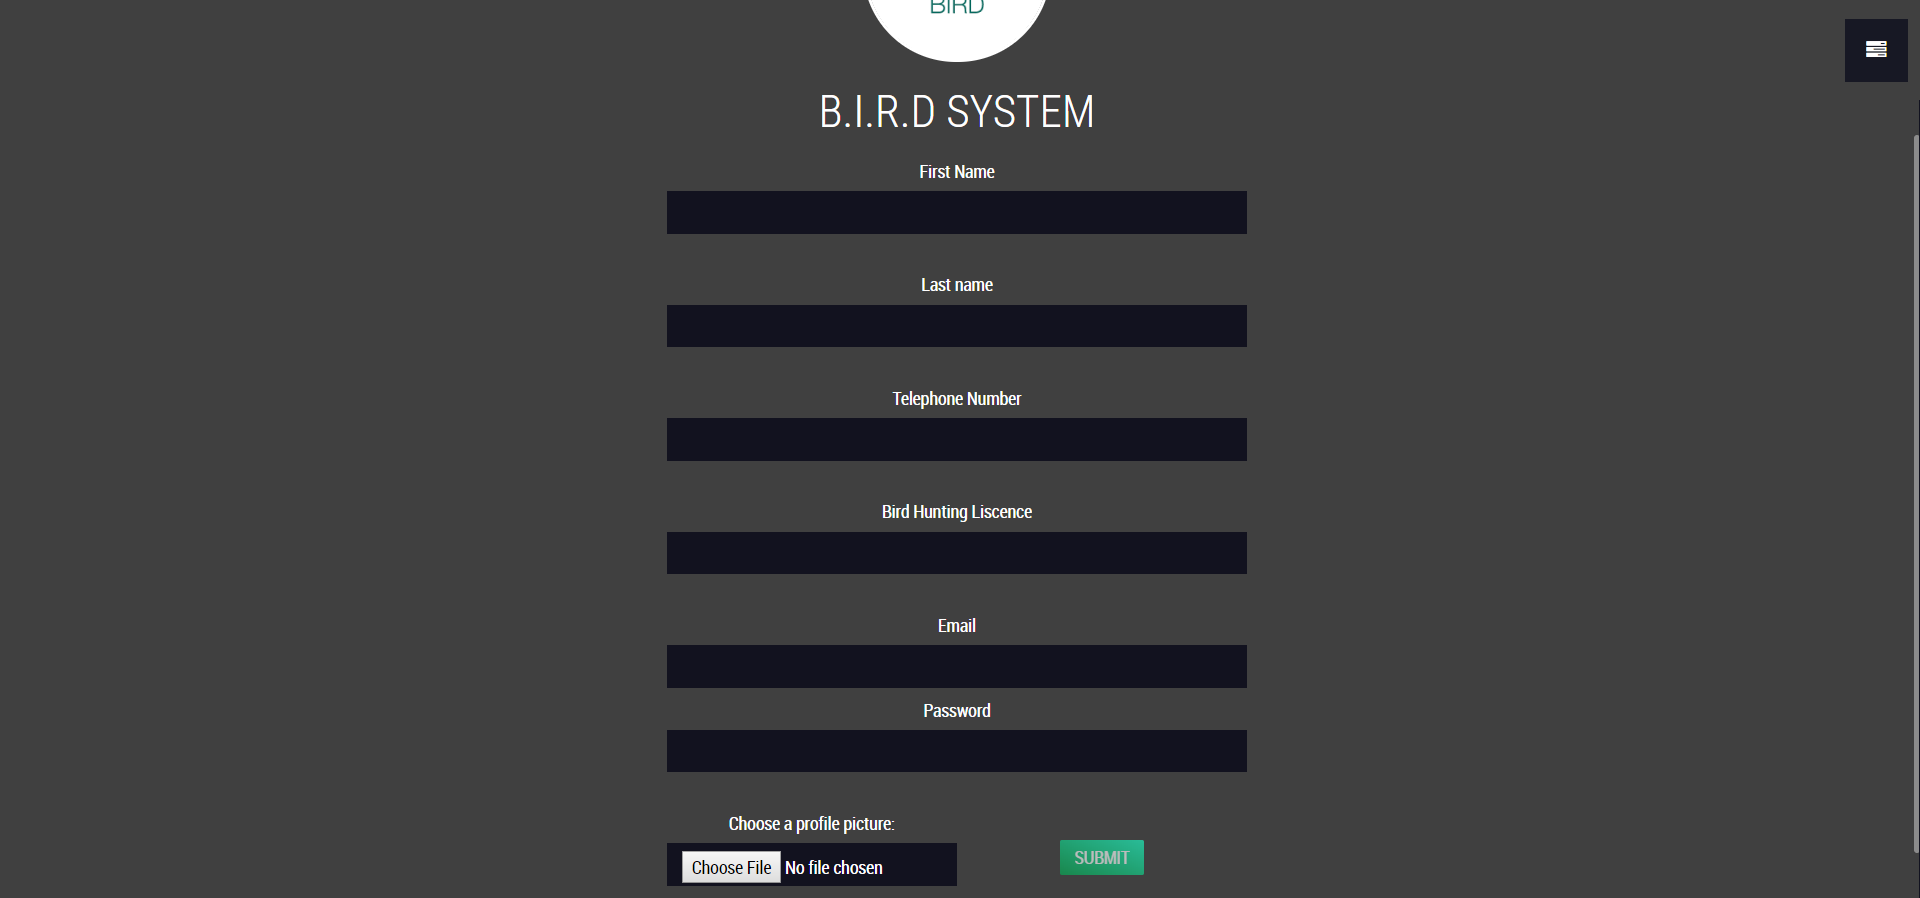 BIRD
B.I.R.D SYSTEM
First Name
Last name
Telephone Number
Bird Hunting Liscence
Email
Password
Choose a profile picture:
Choose File No file chosen
SUBMIT